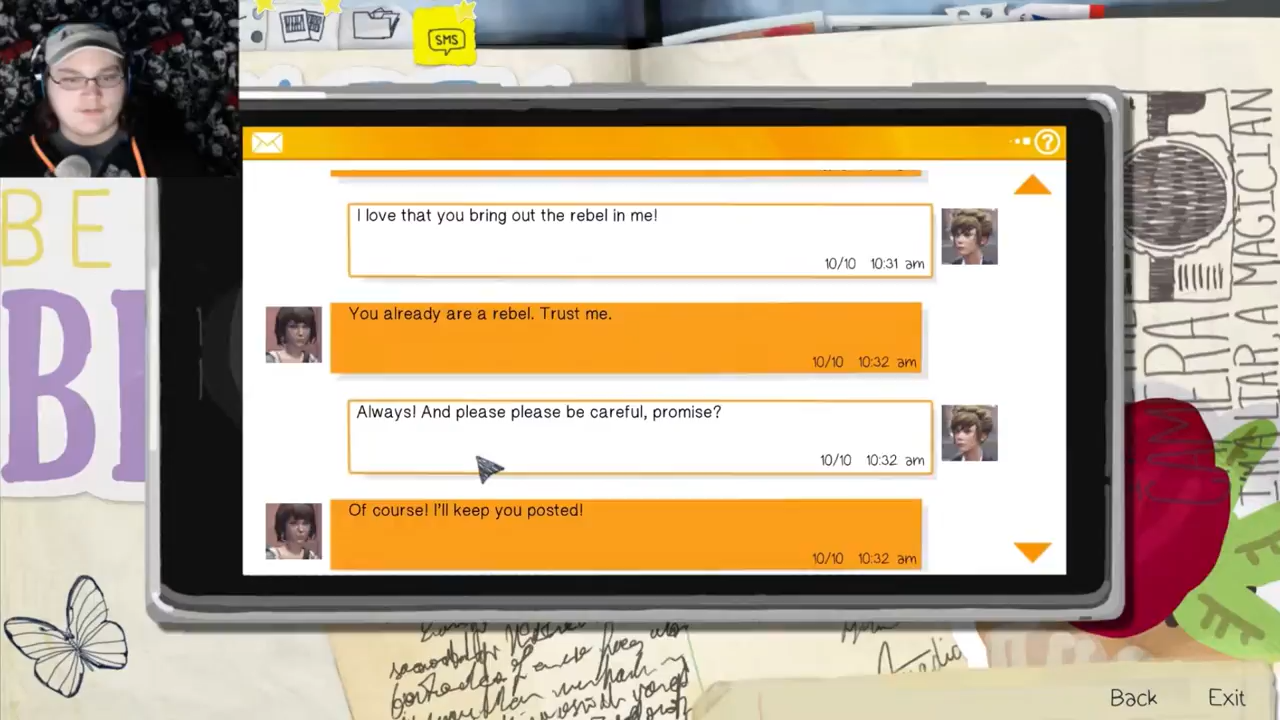 SMS
?
I love that you bring out the rebel in me!
10/10 10:31 am
You already are a rebel. Trust me.
10/10 10:32 am
Always! And please please be careful, promise?
10/10 10:32 am
Of course! I'll keep you posted!
10/10 10:32 am
BE
Back
Exit
I'M A LIAR, A MAGICIAN